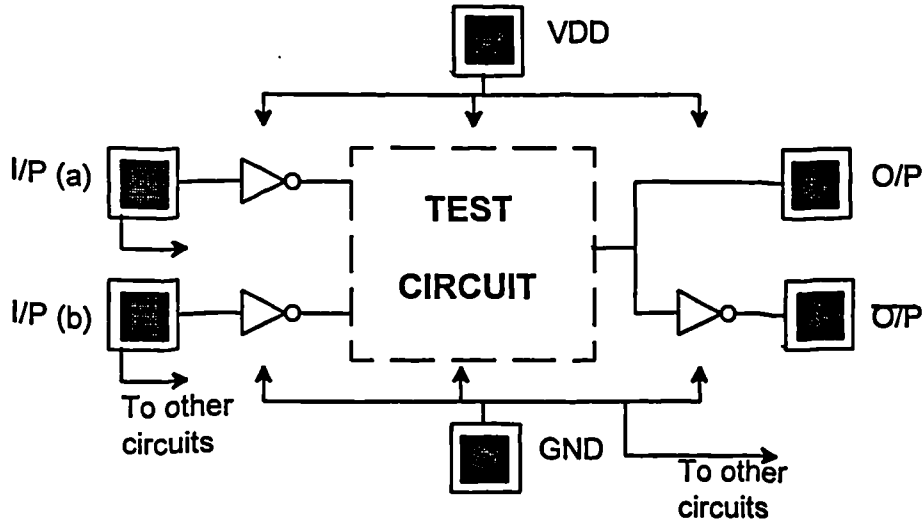 VDD
I/P (a)
TEST
CIRCUIT
O/P
I/P (b)
O̅/P
To other
circuits
GND
To other
circuits